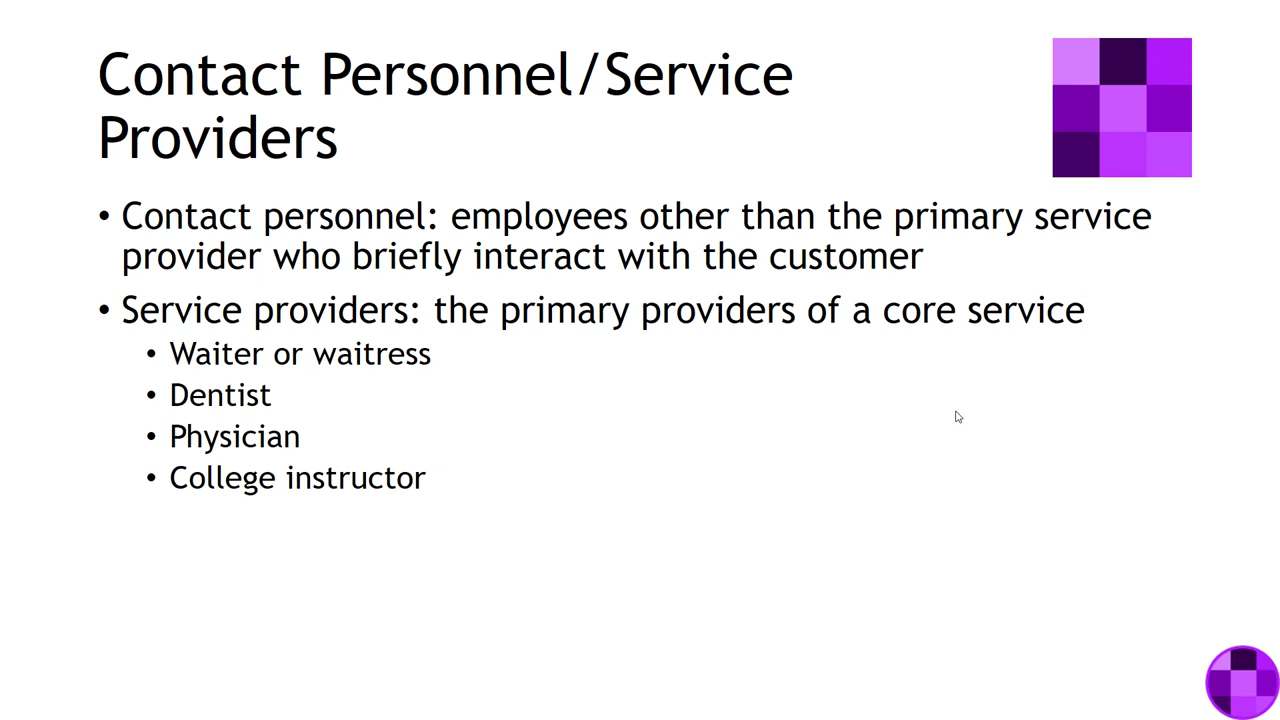 Contact Personnel/Service
Providers
• Contact personnel: employees other than the primary service
provider who briefly interact with the customer
• Service providers: the primary providers of a core service
• Waiter or waitress
• Dentist
• Physician
• College instructor